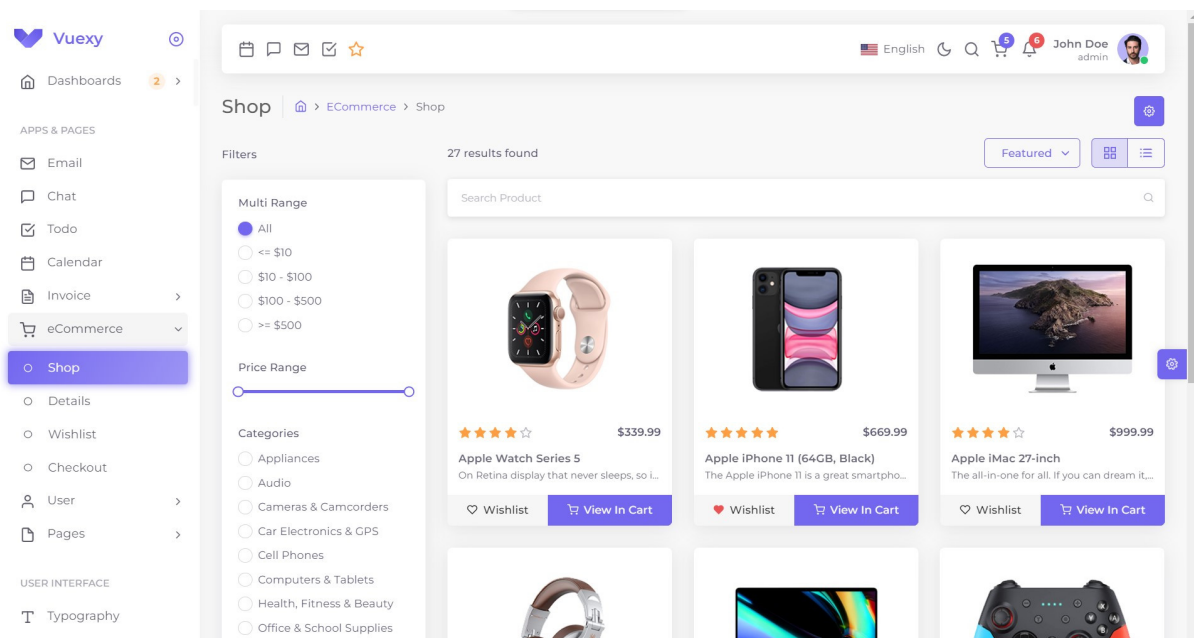 Vuexy
Dashboards 2
APPS & PAGES
Email
Chat
Todo
Calendar
Invoice
eCommerce
Shop
Details
Wishlist
Checkout
User
Pages
USER INTERFACE
Typography
English 5 6 John Doe
admin
Shop ECommerce Shop
Filters
Multi Range
All
<= $10
$10 - $100
$100 - $500
>= $500
Price Range
Categories
Appliances
Audio
Cameras & Camcorders
Car Electronics & GPS
Cell Phones
Computers & Tablets
Health, Fitness & Beauty
Office & School Supplies
27 results found Featured
Search Product
$339.99
Apple Watch Series 5
On Retina display that never sleeps, so i...
Wishlist View In Cart
$669.99
Apple iPhone 11 (64GB, Black)
The Apple iPhone 11 is a great smartpho...
Wishlist View In Cart
$999.99
Apple iMac 27-inch
The all-in-one for all. If you can dream it,...
Wishlist View In Cart